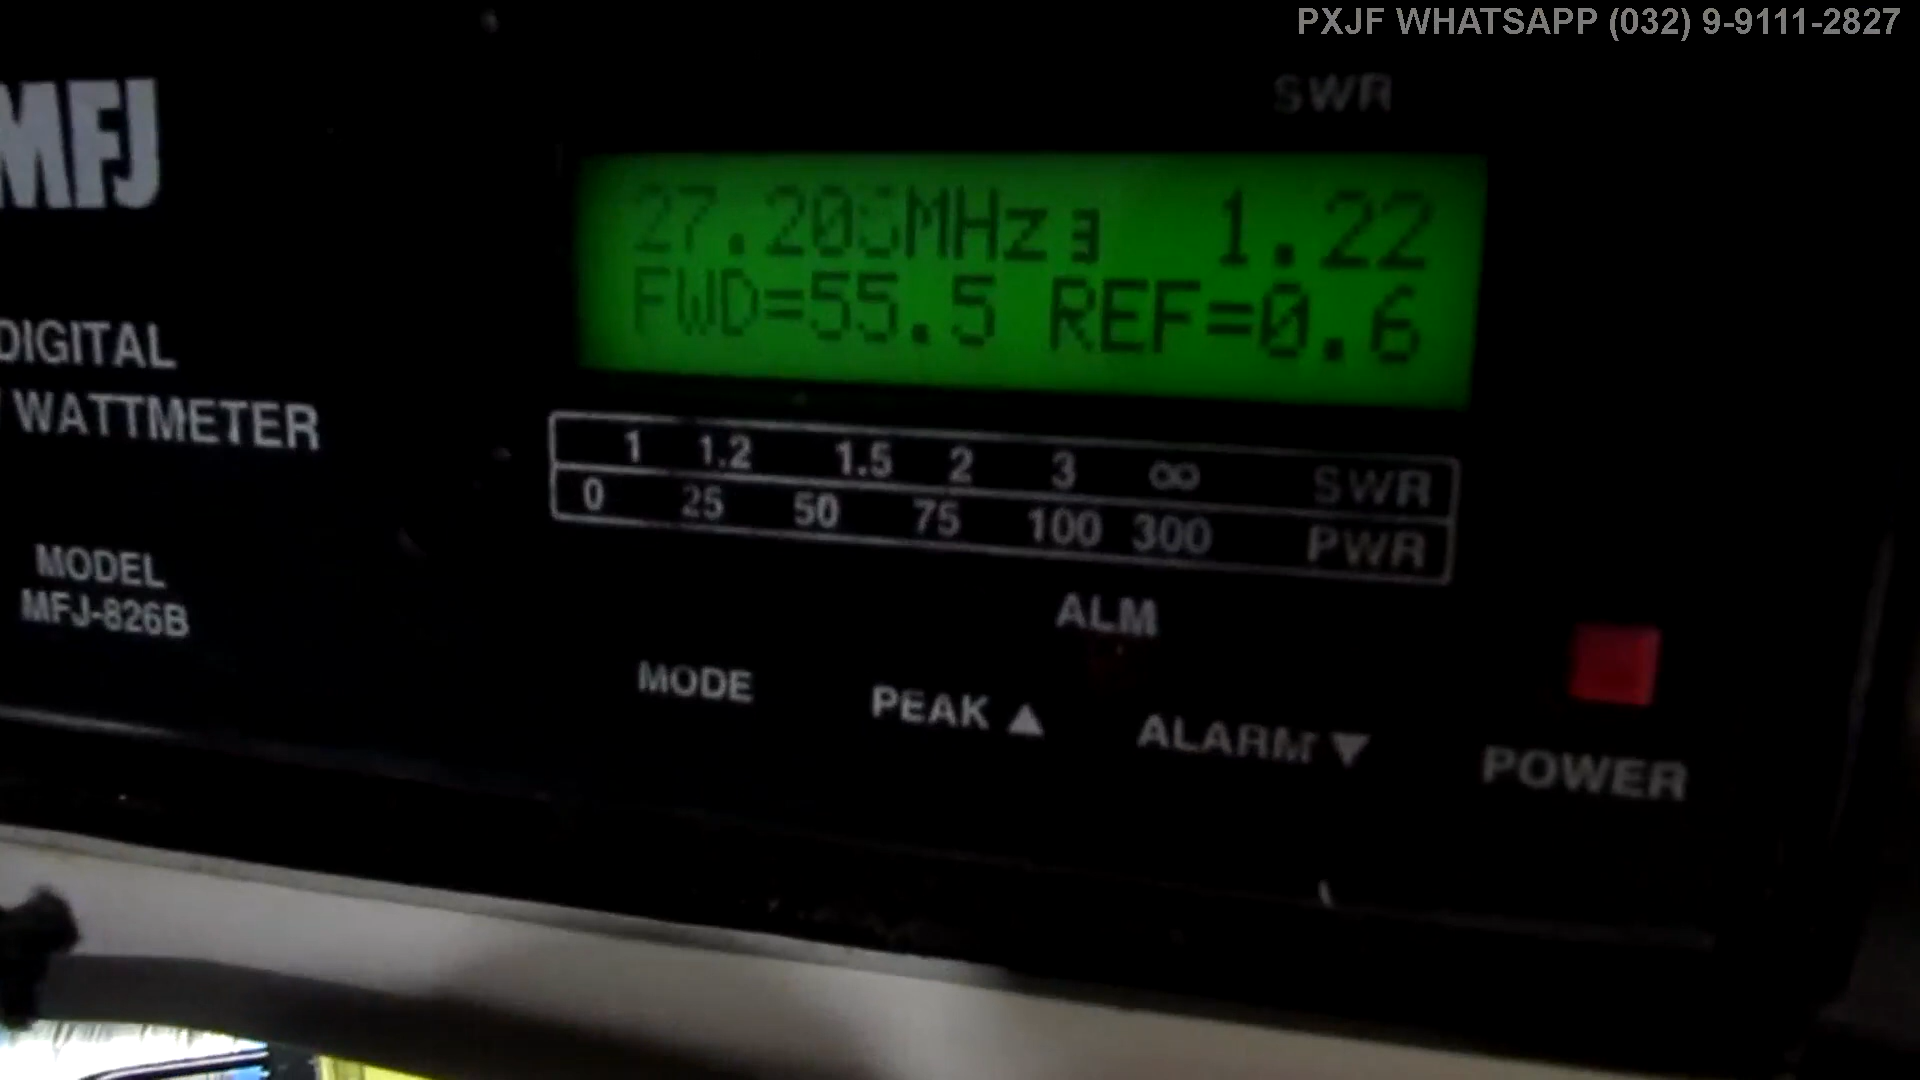 PXJF WHATSAPP (032) 9-9111-2827
SWR
MFJ
1.22
FWD=55.5 REF=0.6
DIGITAL
WATTMETER
1 1.2 1.5 2 3 ∞ SWR
0 25 50 75 100 300 PWR
MODEL
MFJ-826B
ALM
MODE PEAK ▲ ALARM ▼ POWER